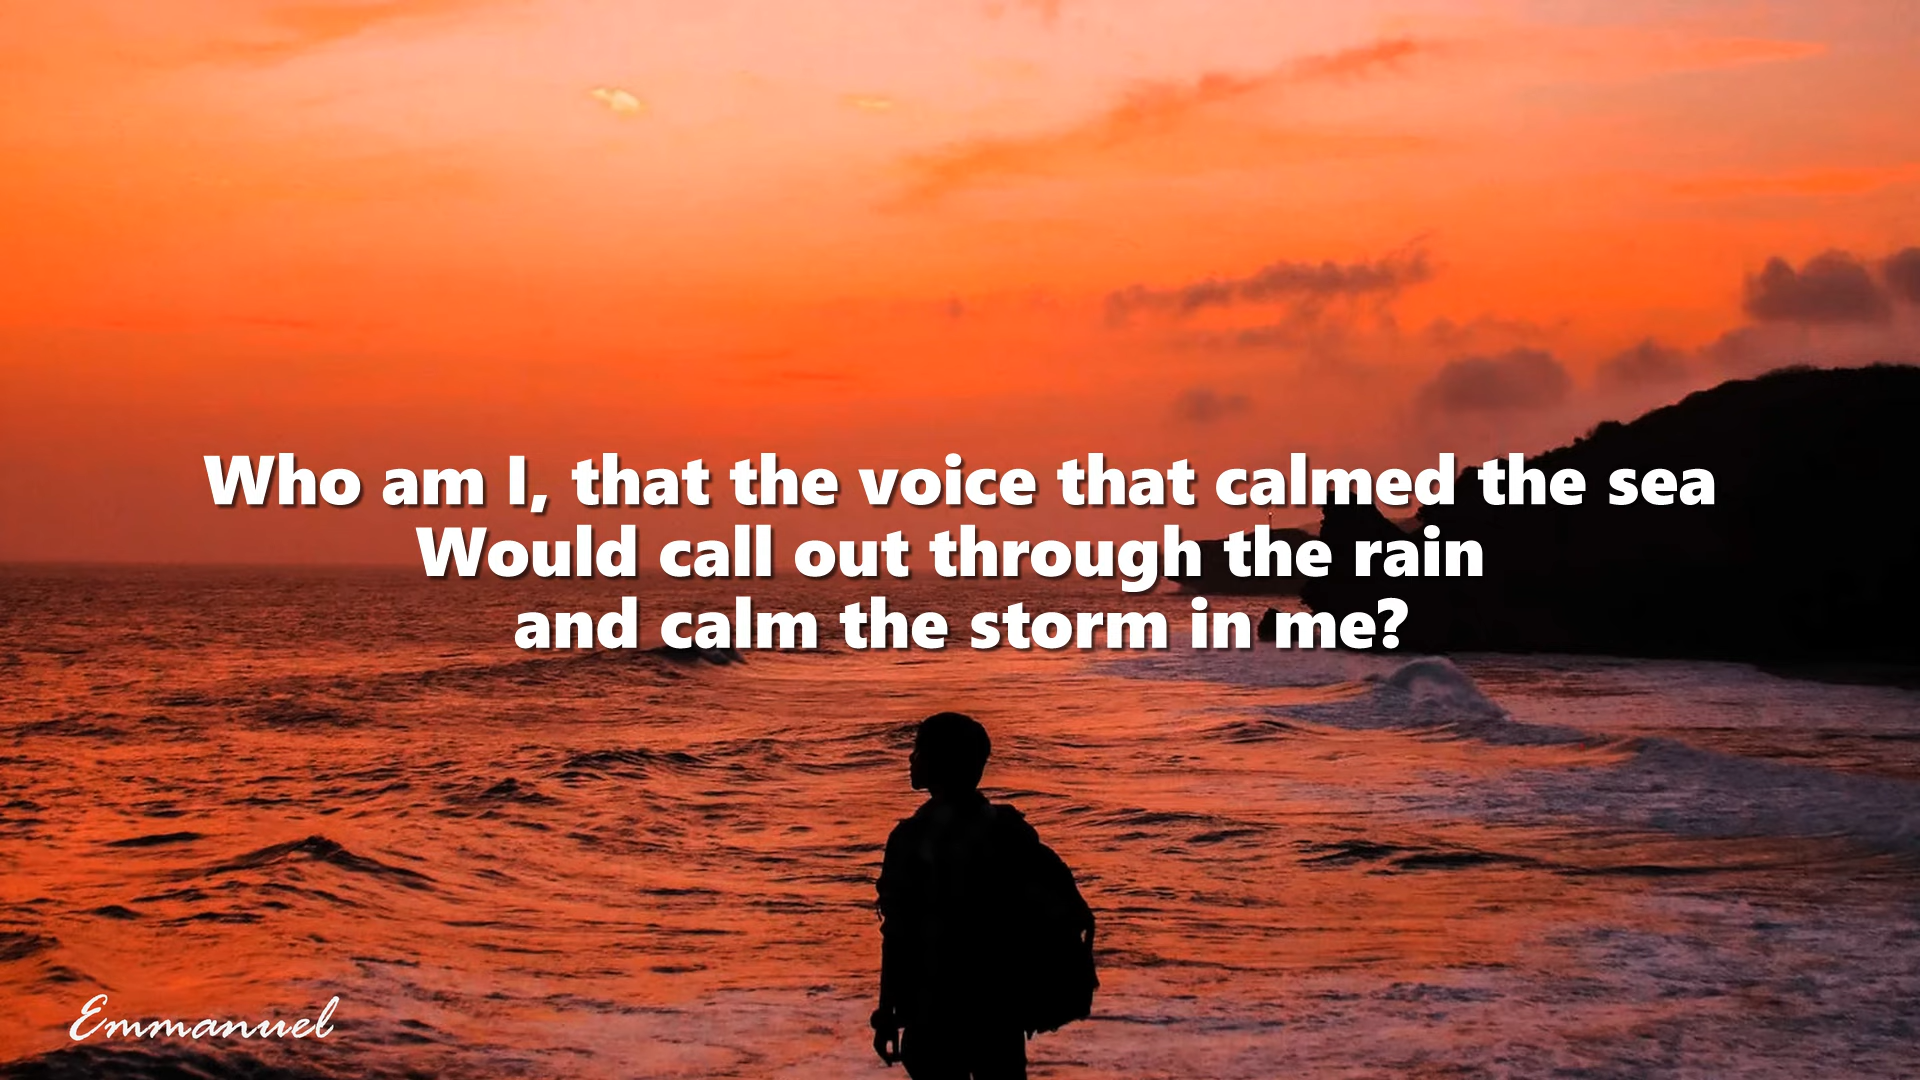 Who am I, that the voice that calmed the sea
Would call out through the rain
and calm the storm in me?
Emmanuel